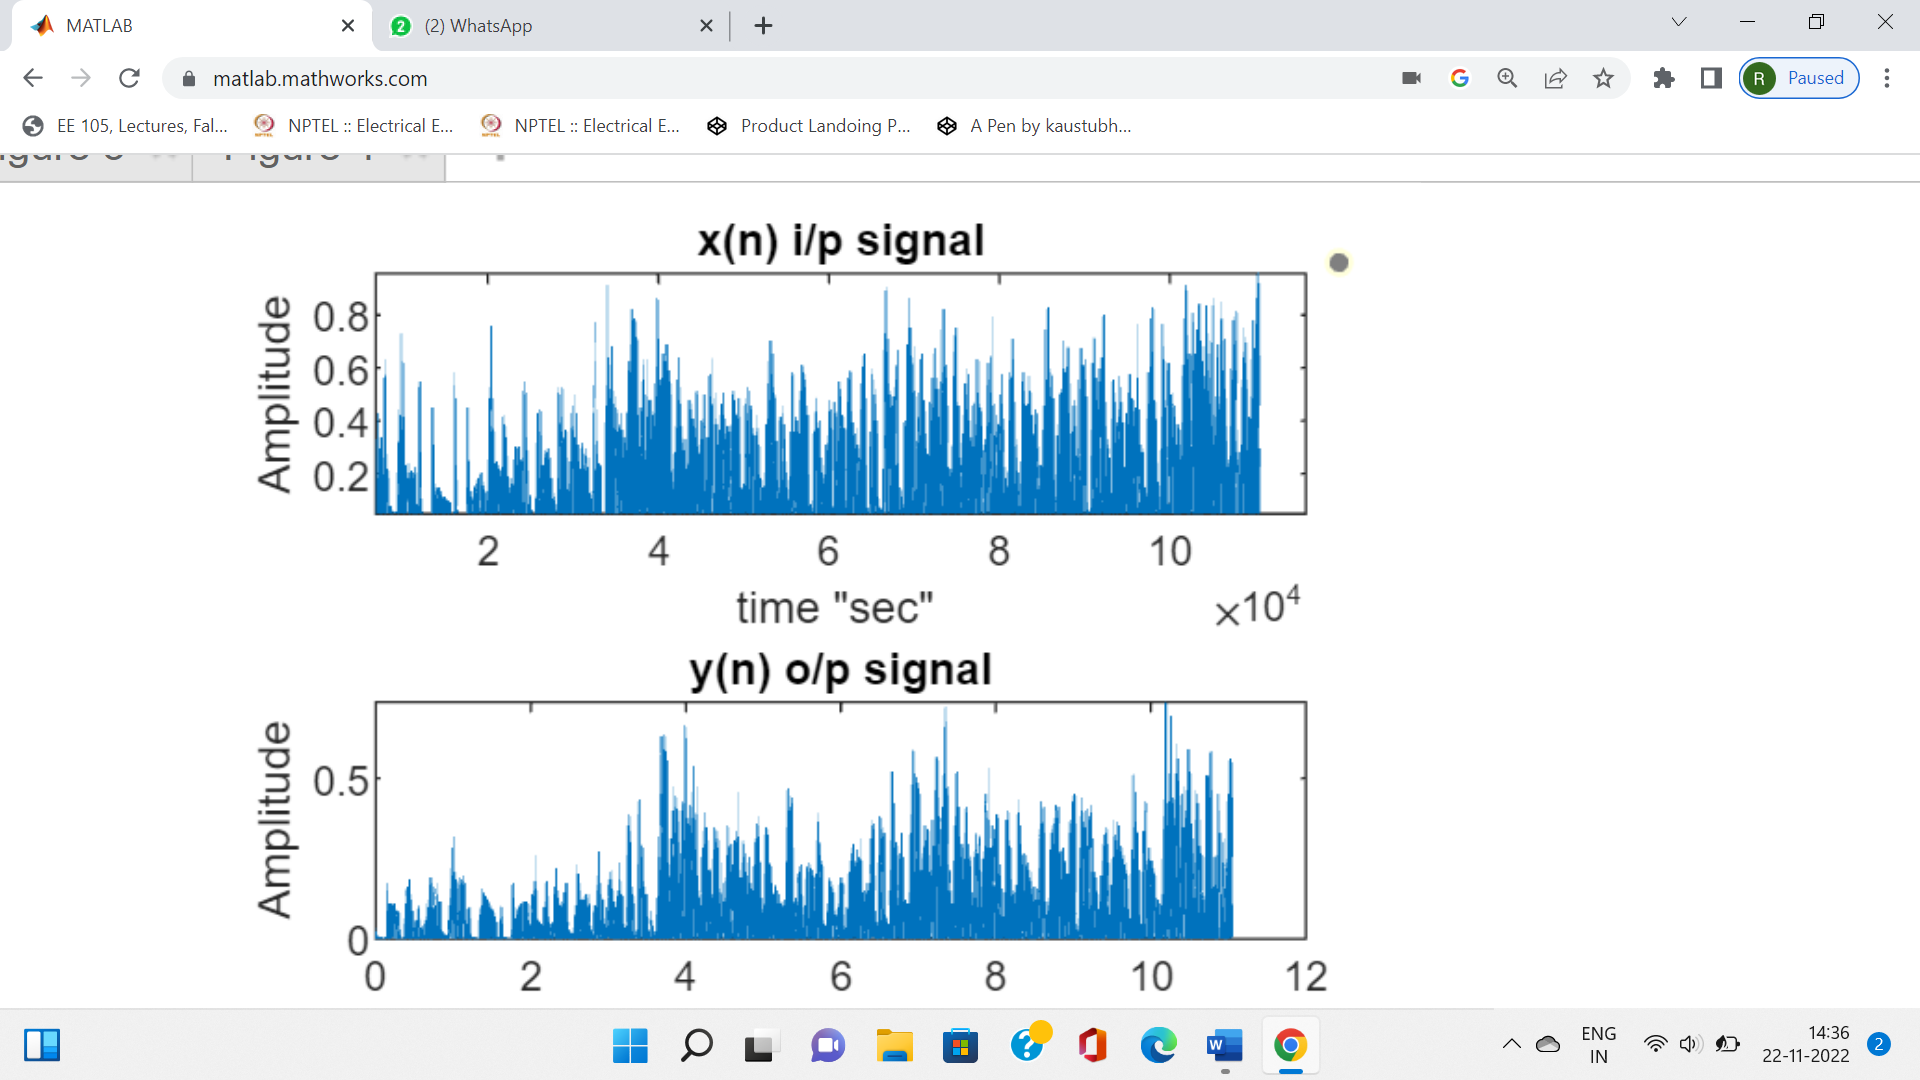 MATLAB
(2) WhatsApp
matlab.mathworks.com
R Paused
EE 105, Lectures, Fal...
NPTEL :: Electrical E...
NPTEL :: Electrical E...
Product Landoing P...
A Pen by kaustubh...
x(n) i/p signal
Amplitude
0.8
0.6
0.4
0.2
2 4 6 8 10
time "sec"
×10⁴
y(n) o/p signal
Amplitude
0.5
0
0 2 4 6 8 10 12
ENG
IN
14:36
22-11-2022
2